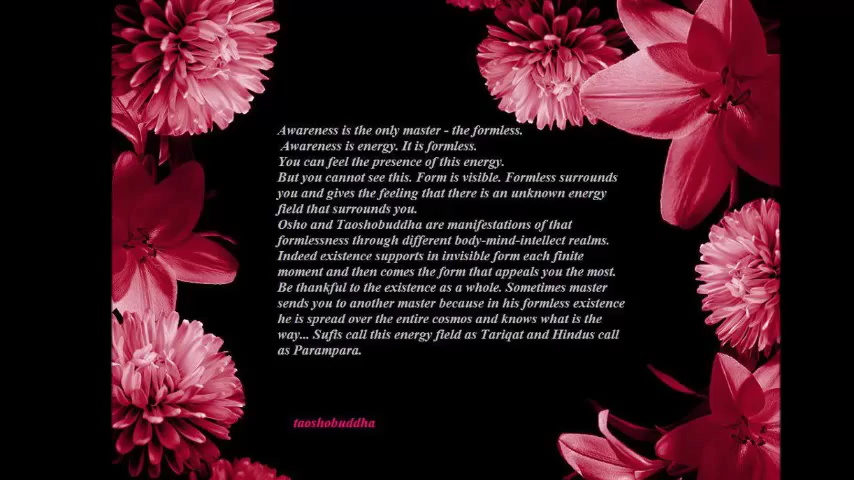 Awareness is the only master - the formless.
Awareness is energy. It is formless.
You can feel the presence of this energy.
But you cannot see this. Form is visible. Formless surrounds
you and gives the feeling that there is an unknown energy
field that surrounds you.
Osho and Taoshobuddha are manifestations of that
formlessness through different body-mind-intellect realms.
Indeed existence supports in invisible form each finite
moment and then comes the form that appeals you the most.
Be thankful to the existence as a whole. Sometimes master
sends you to another master because in his formless existence
he is spread over the entire cosmos and knows what is the
way... Sufis call this energy field as Tariqat and Hindus call
as Parampara.
taoshobuddha